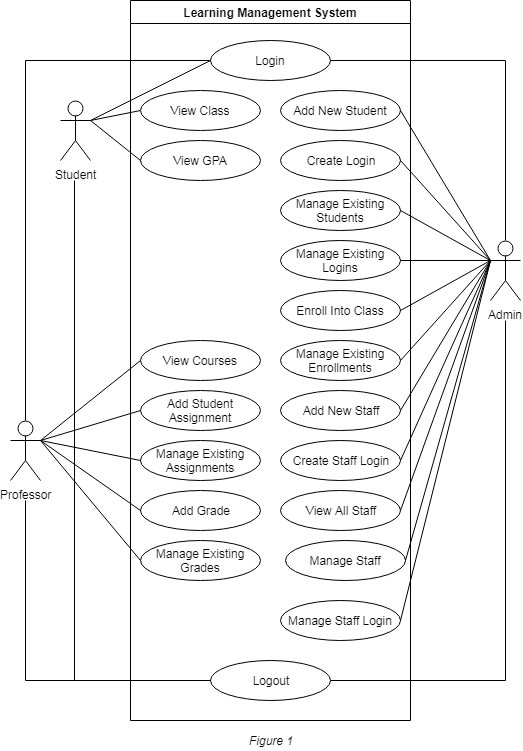 Learning Management System
Login
View Class
Add New Student
View GPA
Create Login
Student
Manage Existing
Students
Manage Existing
Logins
Admin
Enroll Into Class
View Courses
Manage Existing
Enrollments
Add Student
Assignment
Add New Staff
Manage Existing
Assignments
Create Staff Login
Professor
Add Grade
View All Staff
Manage Existing
Grades
Manage Staff
Manage Staff Login
Logout
Figure 1